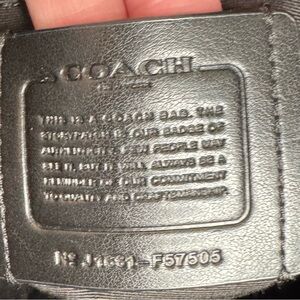 COACH
THIS IS A COACH BAG. THE
STORYPATCH IS OUR BADGE OF
AUTHENTICITY. FEW PEOPLE MAY
SEE IT, BUT IT WILL ALWAYS BE A
REMINDER OF OUR COMMITMENT
TO QUALITY AND CRAFTSMANSHIP.
Nº F57505